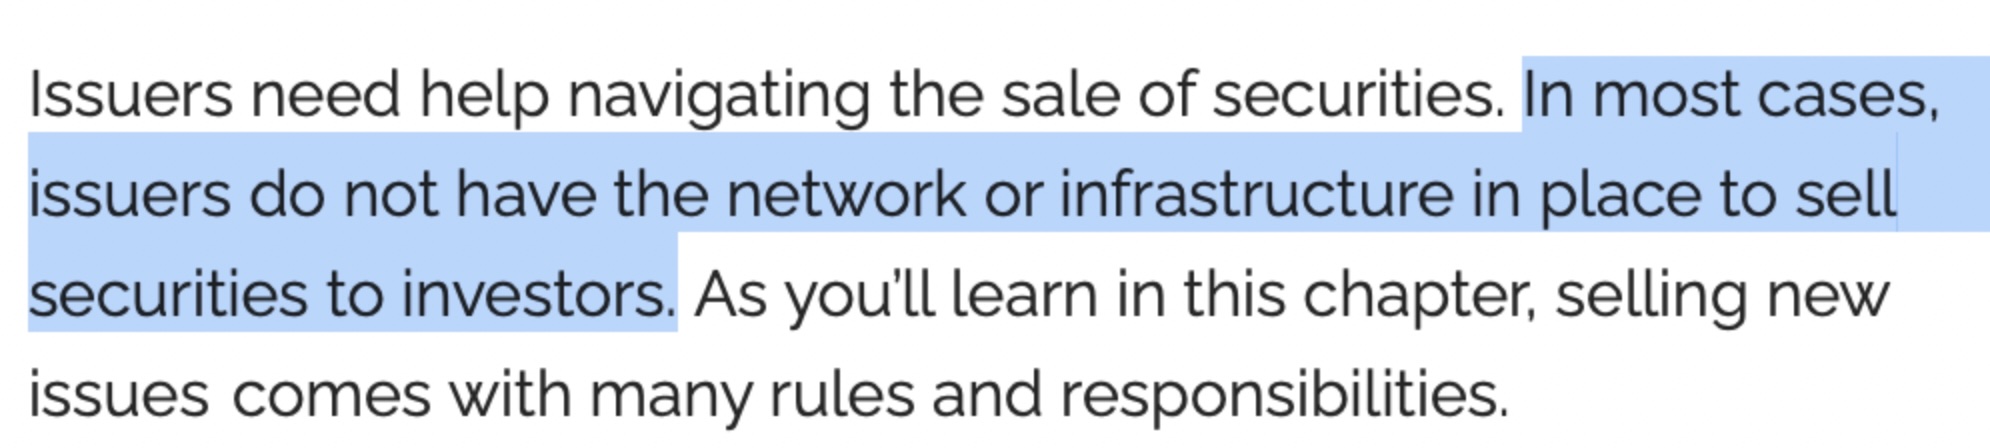 Issuers need help navigating the sale of securities. In most cases,
issuers do not have the network or infrastructure in place to sell
securities to investors. As you’ll learn in this chapter, selling new
issues comes with many rules and responsibilities.